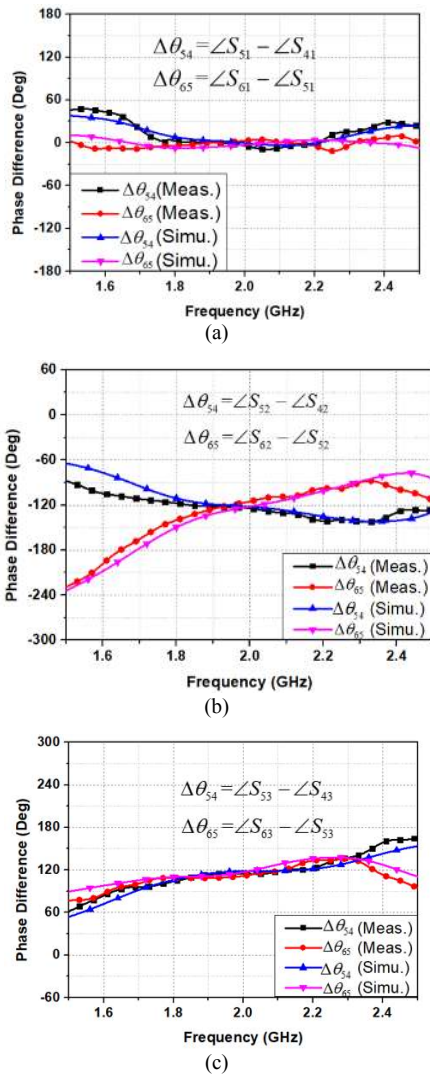 180
120
60
0
-60
-120
-180
Phase Difference (Deg)
Δθ54=∠S51−∠S41
Δθ65=∠S61−∠S51
Δθ54(Meas.)
Δθ65(Meas.)
Δθ54(Simu.)
Δθ65(Simu.)
1.6 1.8 2.0 2.2 2.4
Frequency (GHz)
(a)
60
0
-60
-120
-180
-240
-300
Phase Difference (Deg)
Δθ54=∠S52−∠S42
Δθ65=∠S62−∠S52
Δθ54(Meas.)
Δθ65(Meas.)
Δθ54(Simu.)
Δθ65(Simu.)
1.6 1.8 2.0 2.2 2.4
Frequency (GHz)
(b)
300
240
180
120
60
0
-60
Phase Difference (Deg)
Δθ54=∠S53−∠S43
Δθ65=∠S63−∠S53
Δθ54(Meas.)
Δθ65(Meas.)
Δθ54(Simu.)
Δθ65(Simu.)
1.6 1.8 2.0 2.2 2.4
Frequency (GHz)
(c)